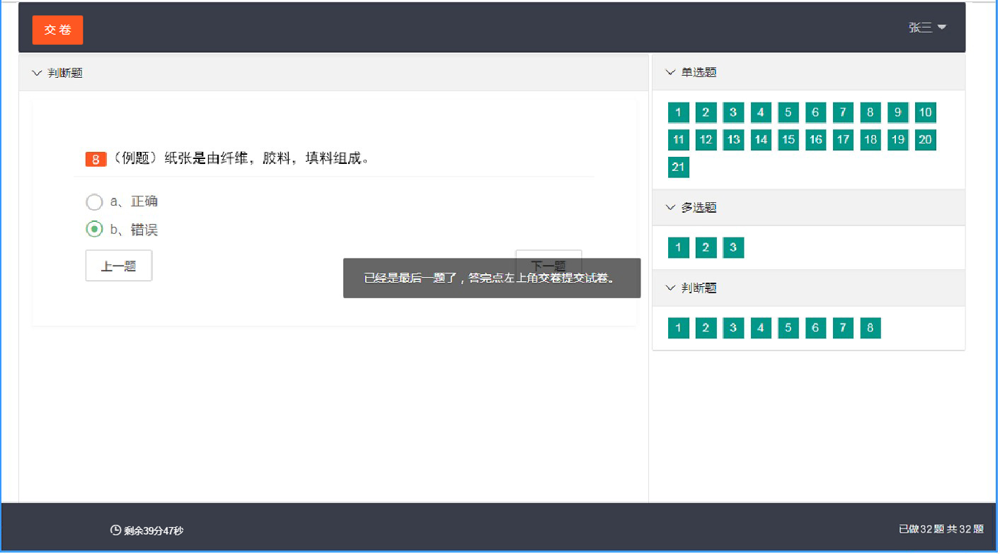 交 卷
张三
判断题
8 （例题）纸张是由纤维，胶料，填料组成。
a、正确
b、错误
上一题
下一题
已经是最后一题了，答完点左上角交卷提交试卷。
单选题
1 2 3 4 5 6 7 8 9 10
11 12 13 14 15 16 17 18 19 20
21
多选题
1 2 3
判断题
1 2 3 4 5 6 7 8
剩余39分47秒
已做32题 共32题